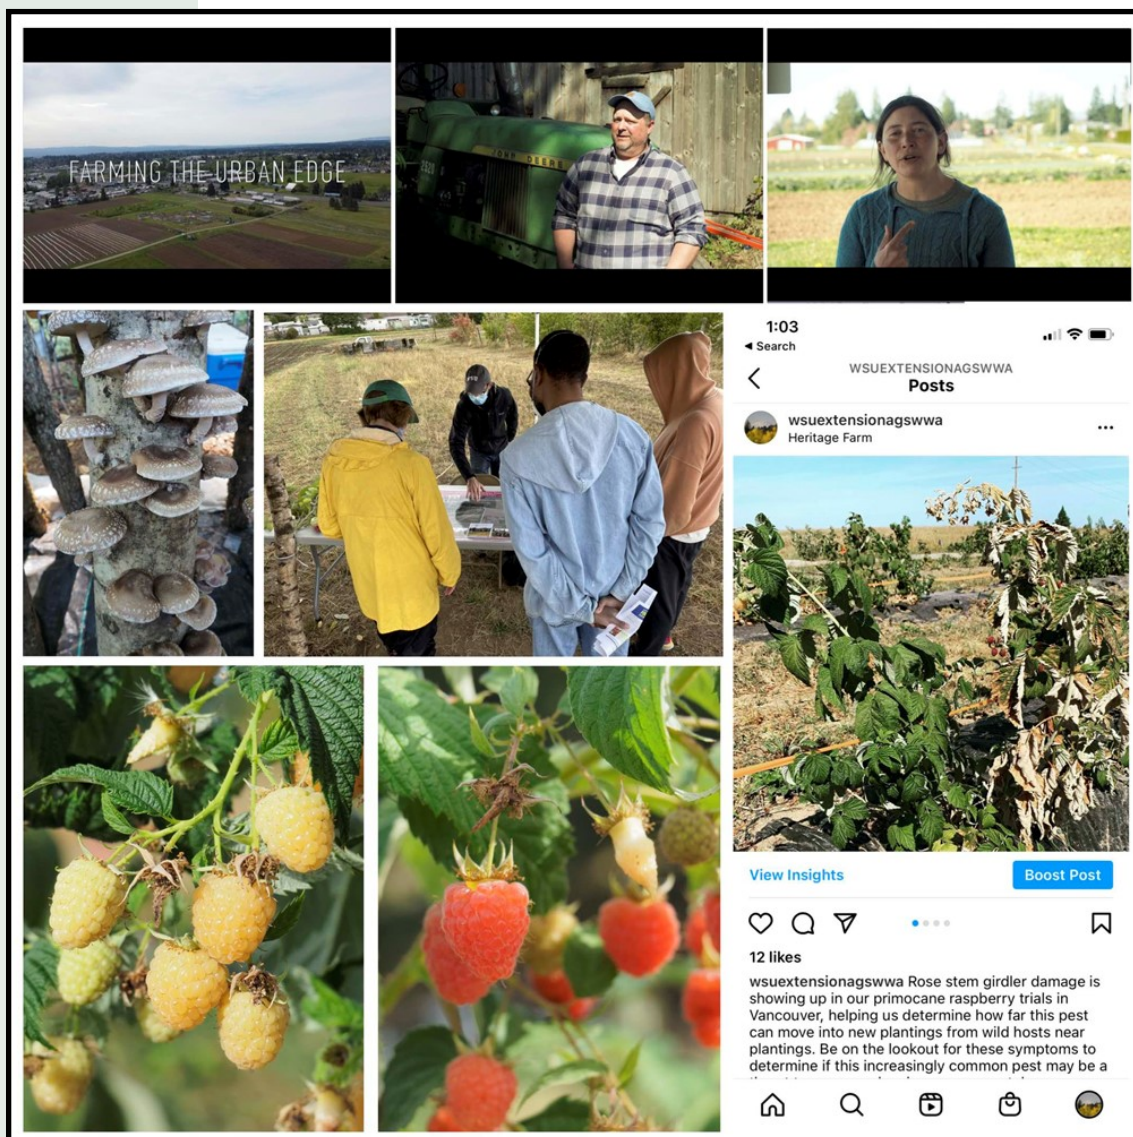 FARMING THE URBAN EDGE
JOHN DEERE
2520
1:03
Search
WSUEXTENSIONAGSWWA
Posts
wsuextensionagswwa
Heritage Farm
View Insights
Boost Post
12 likes
wsuextensionagswwa Rose stem girdler damage is
showing up in our primocane raspberry trials in
Vancouver, helping us determine how far this pest
can move into new plantings from wild hosts near
plantings. Be on the lookout for these symptoms to
determine if this increasingly common pest may be a